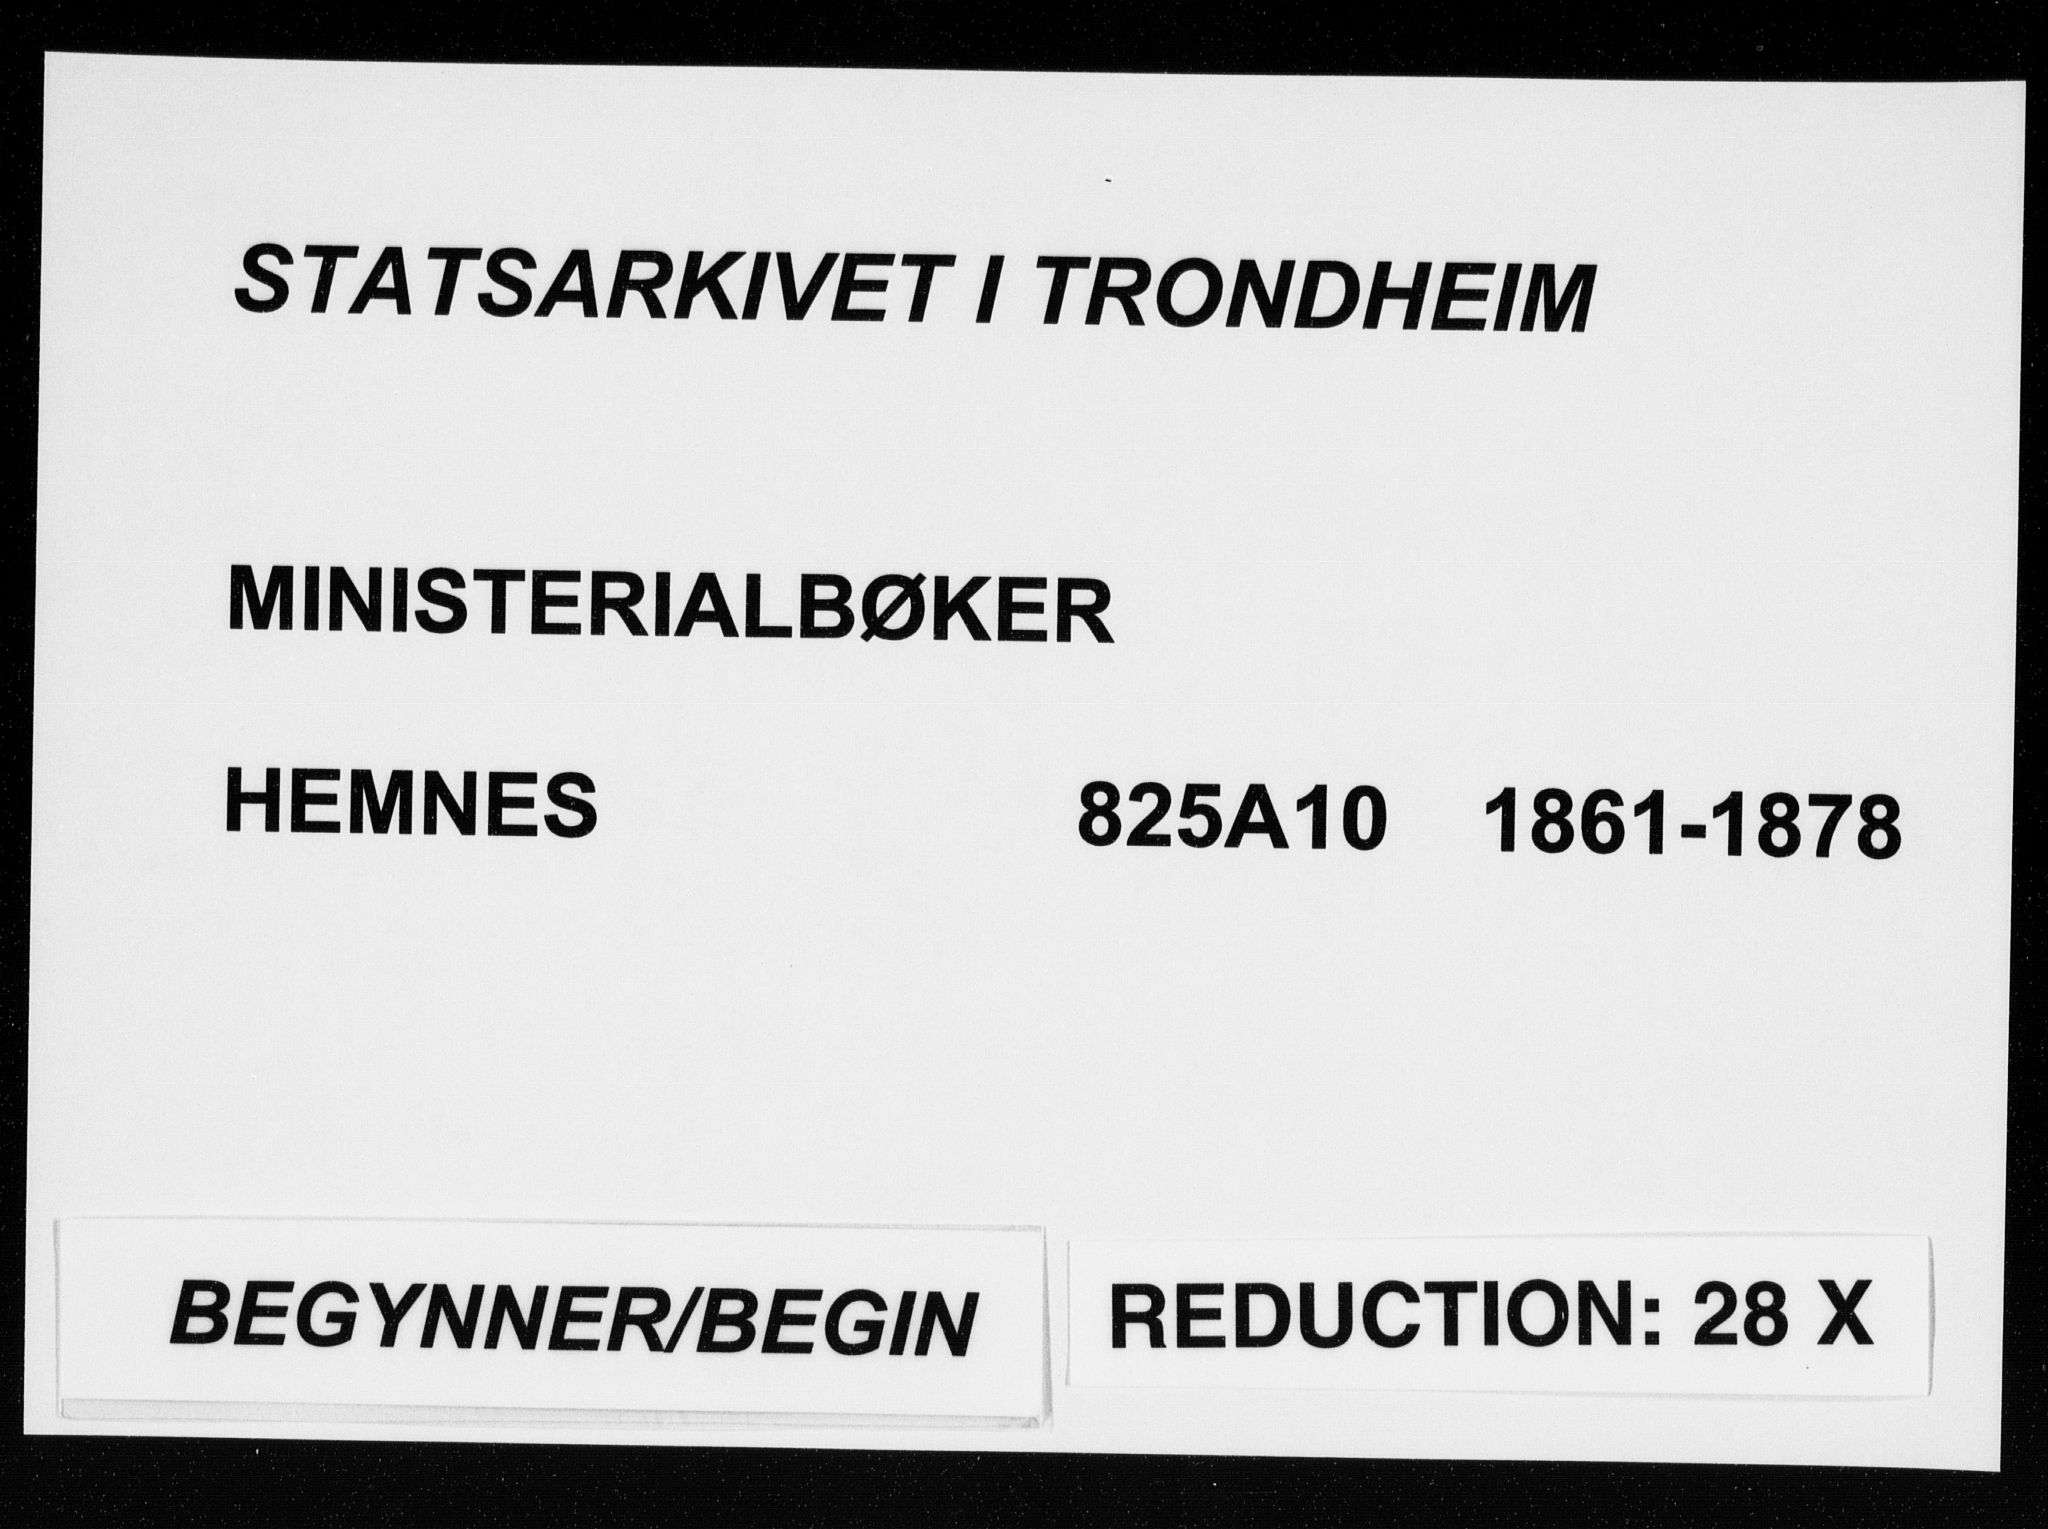 STATSARKIVET I TRONDHEIM
MINISTERIALBØKER
HEMNES 825A10 1861-1878
BEGYNNER/BEGIN
REDUCTION: 28 X